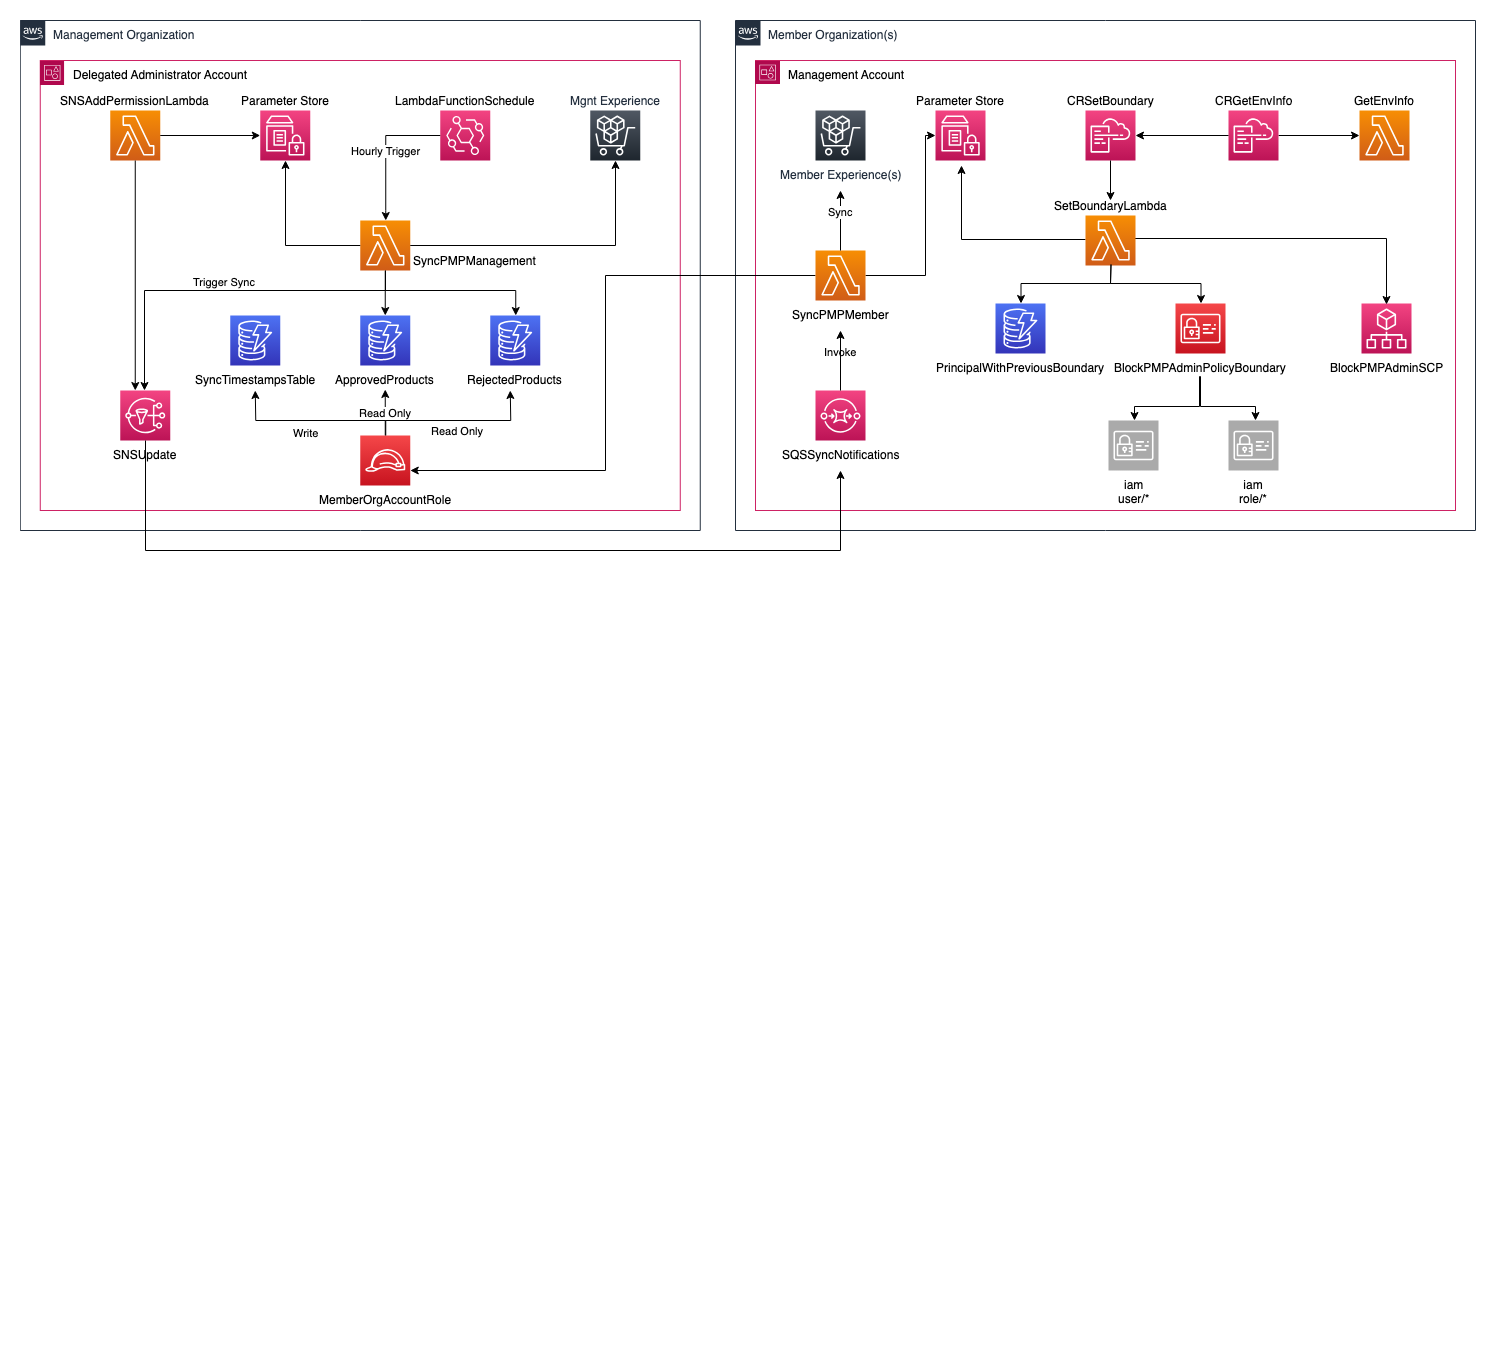 aws
Management Organization
Delegated Administrator Account
SNSAddPermissionLambda
Parameter Store
LambdaFunctionSchedule
Mgnt Experience
Hourly Trigger
SyncPMPManagement
Trigger Sync
SyncTimestampsTable
ApprovedProducts
RejectedProducts
Read Only
Write
Read Only
SNSUpdate
MemberOrgAccountRole
aws
Member Organization(s)
Management Account
Parameter Store
CRSetBoundary
CRGetEnvInfo
GetEnvInfo
Member Experience(s)
Sync
SetBoundaryLambda
SyncPMPMember
Invoke
PrincipalWithPreviousBoundary
BlockPMPAdminPolicyBoundary
BlockPMPAdminSCP
SQSSyncNotifications
iam
user/*
iam
role/*